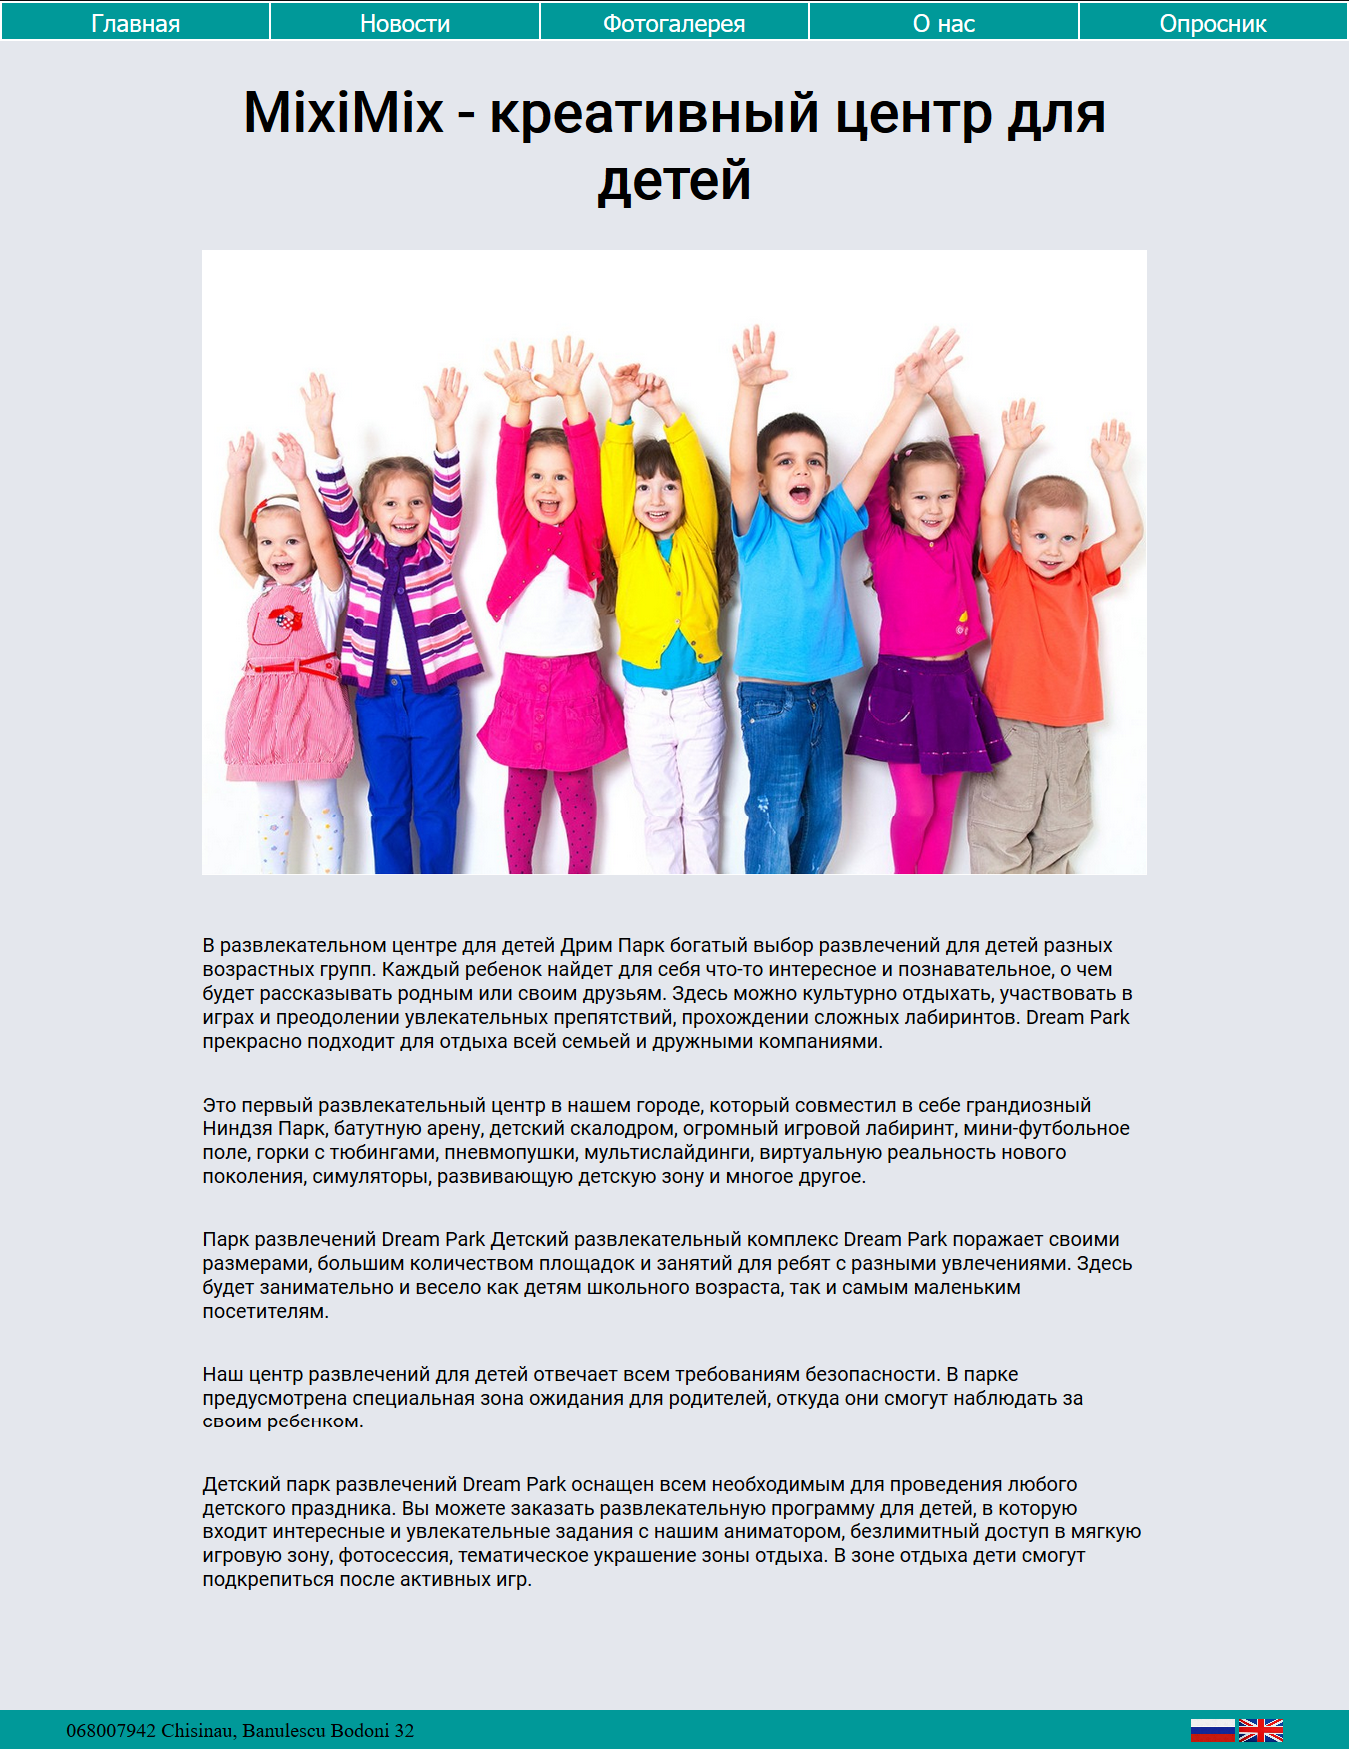 Главная
Новости
Фотогалерея
О нас
Опросник
MixiMix - креативный центр для
детей
В развлекательном центре для детей Дрим Парк богатый выбор развлечений для детей разных
возрастных групп. Каждый ребенок найдет для себя что-то интересное и познавательное, о чем
будет рассказывать родным или своим друзьям. Здесь можно культурно отдыхать, участвовать в
играх и преодолении увлекательных препятствий, прохождении сложных лабиринтов. Dream Park
прекрасно подходит для отдыха всей семьей и дружными компаниями.
Это первый развлекательный центр в нашем городе, который совместил в себе грандиозный
Ниндзя Парк, батутную арену, детский скалодром, огромный игровой лабиринт, мини-футбольное
поле, горки с тюбингами, пневмопушки, мультислайдинги, виртуальную реальность нового
поколения, симуляторы, развивающую детскую зону и многое другое.
Парк развлечений Dream Park Детский развлекательный комплекс Dream Park поражает своими
размерами, большим количеством площадок и занятий для ребят с разными увлечениями. Здесь
будет занимательно и весело как детям школьного возраста, так и самым маленьким
посетителям.
Наш центр развлечений для детей отвечает всем требованиям безопасности. В парке
предусмотрена специальная зона ожидания для родителей, откуда они смогут наблюдать за
своим ребенком.
Детский парк развлечений Dream Park оснащен всем необходимым для проведения любого
детского праздника. Вы можете заказать развлекательную программу для детей, в которую
входит интересные и увлекательные задания с нашим аниматором, безлимитный доступ в мягкую
игровую зону, фотосессия, тематическое украшение зоны отдыха. В зоне отдыха дети смогут
подкрепиться после активных игр.
068007942 Chisinau, Banulescu Bodoni 32